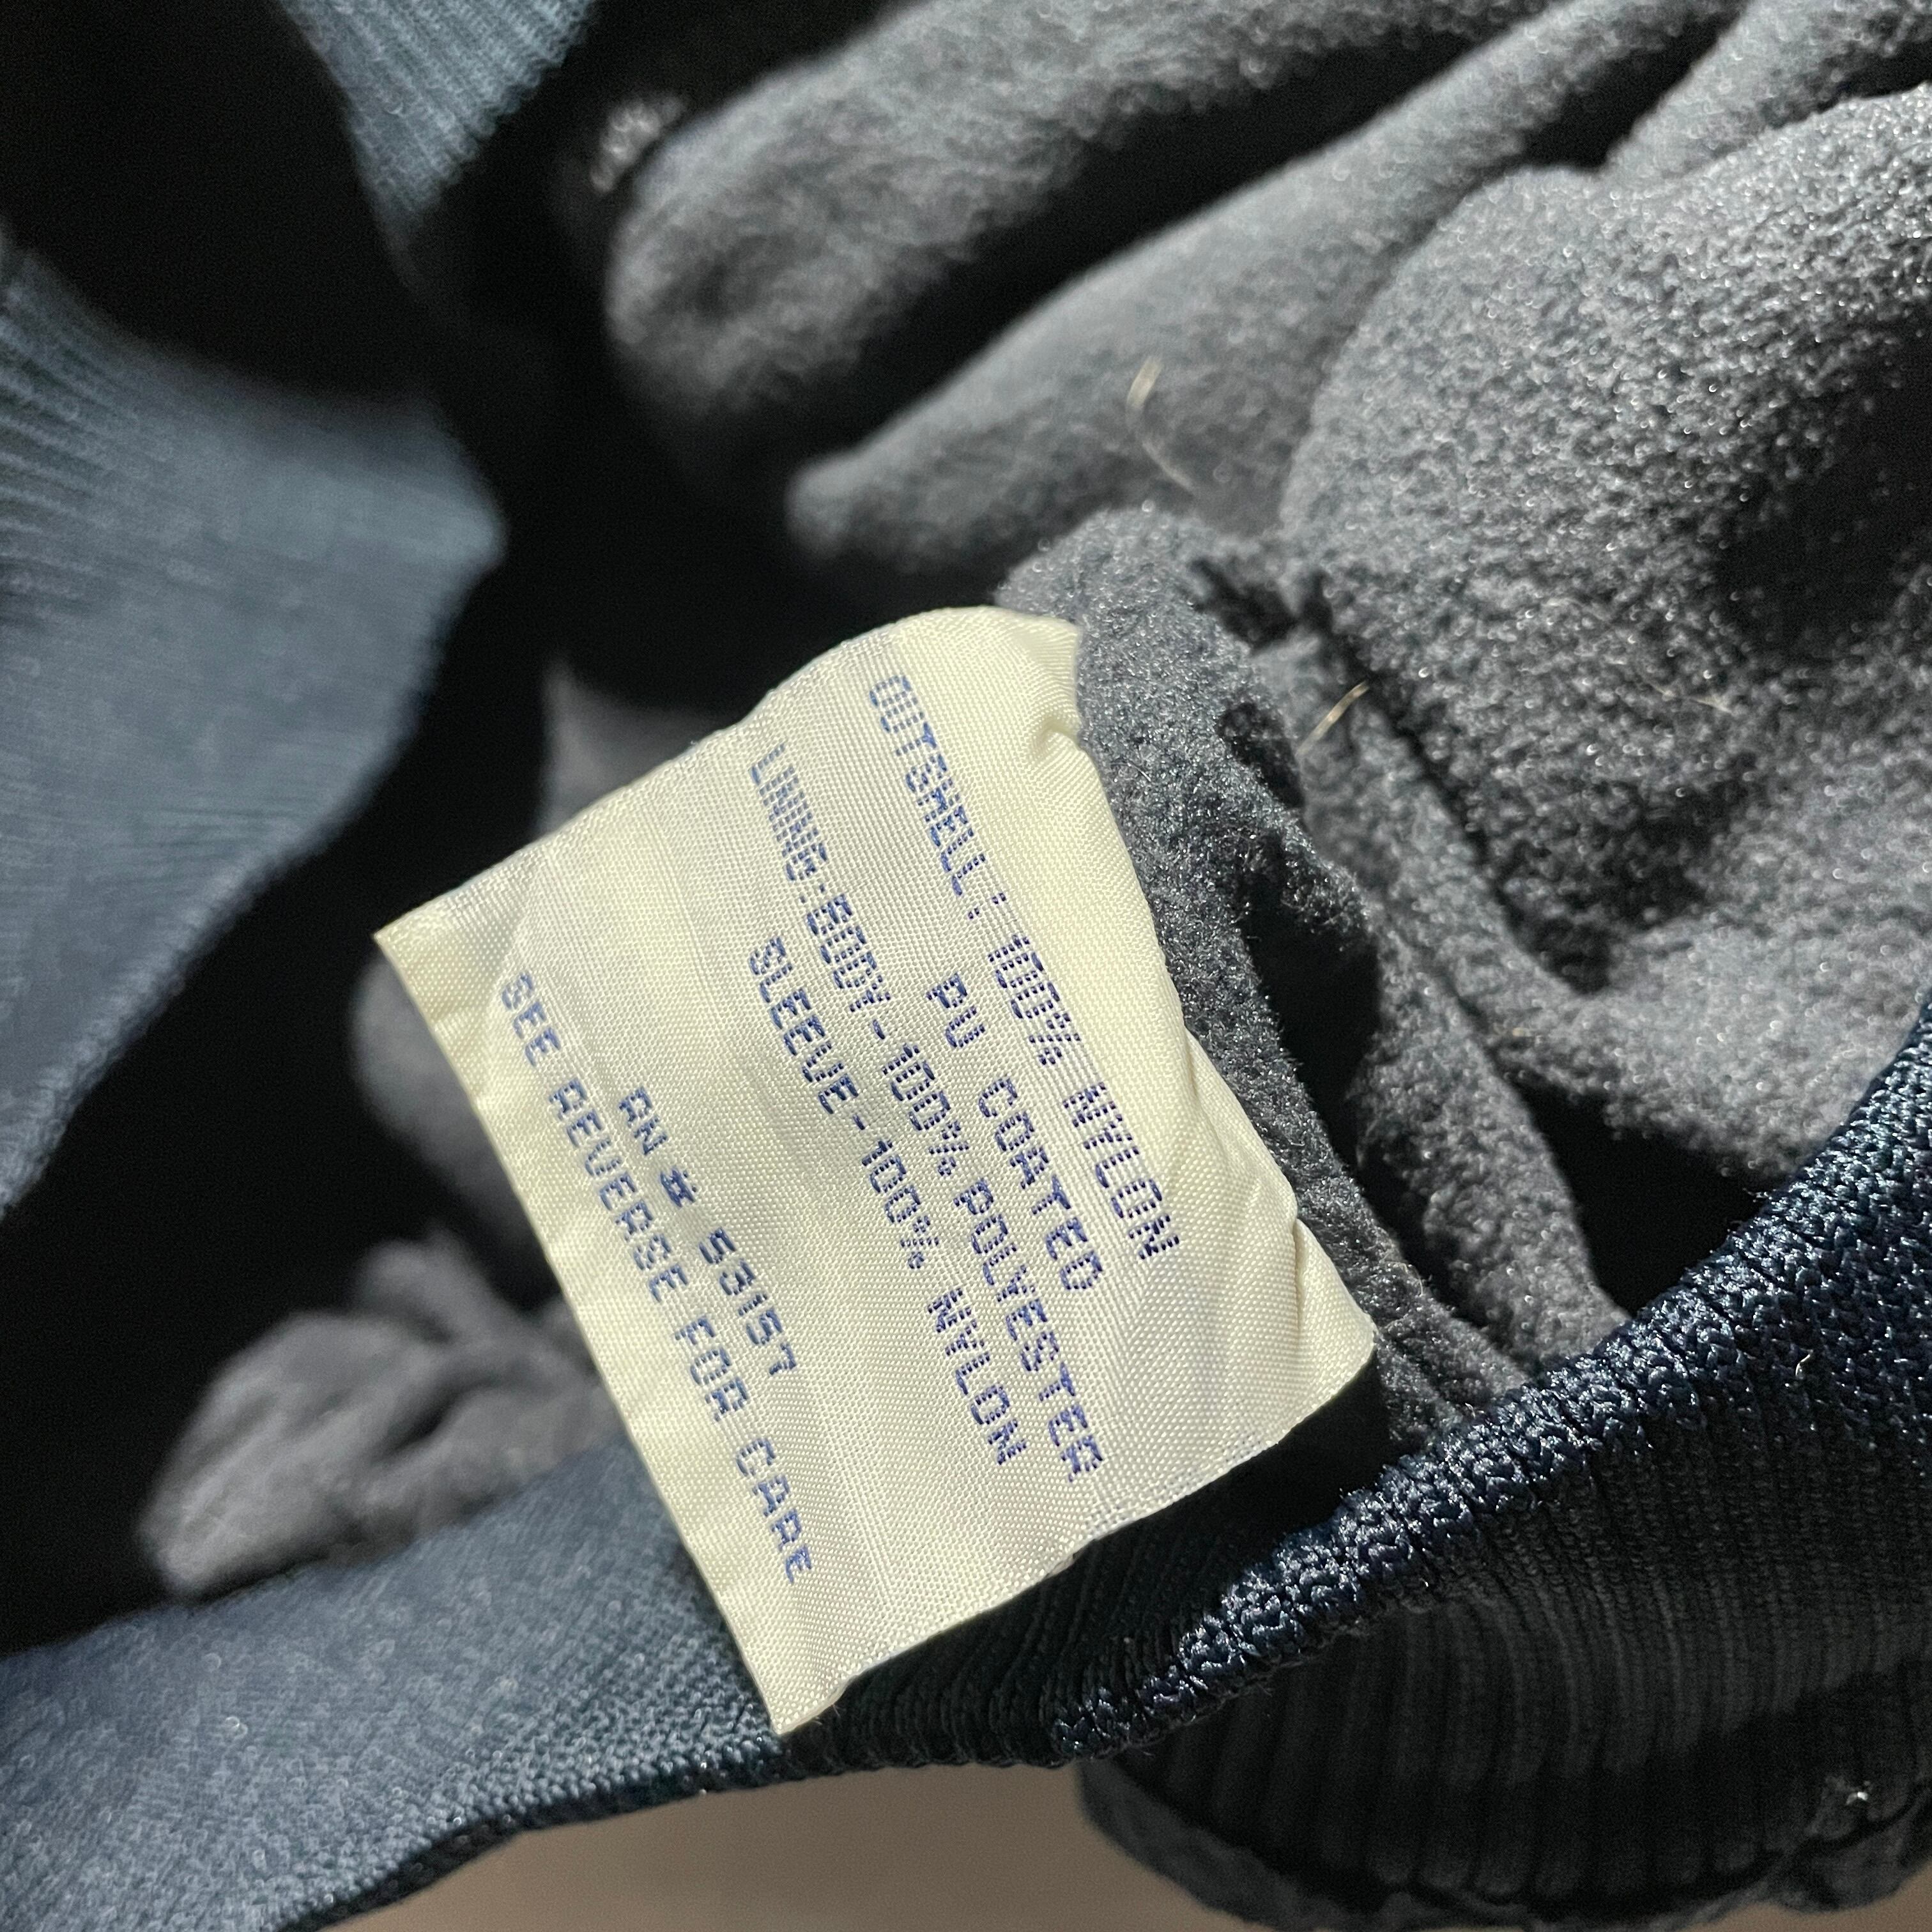 OUTSHELL: 100% NYLON
PU COATED
LINING: BODY-100% POLYESTER
SLEEVE-100% NYLON
RN # 53157
SEE REVERSE FOR CARE